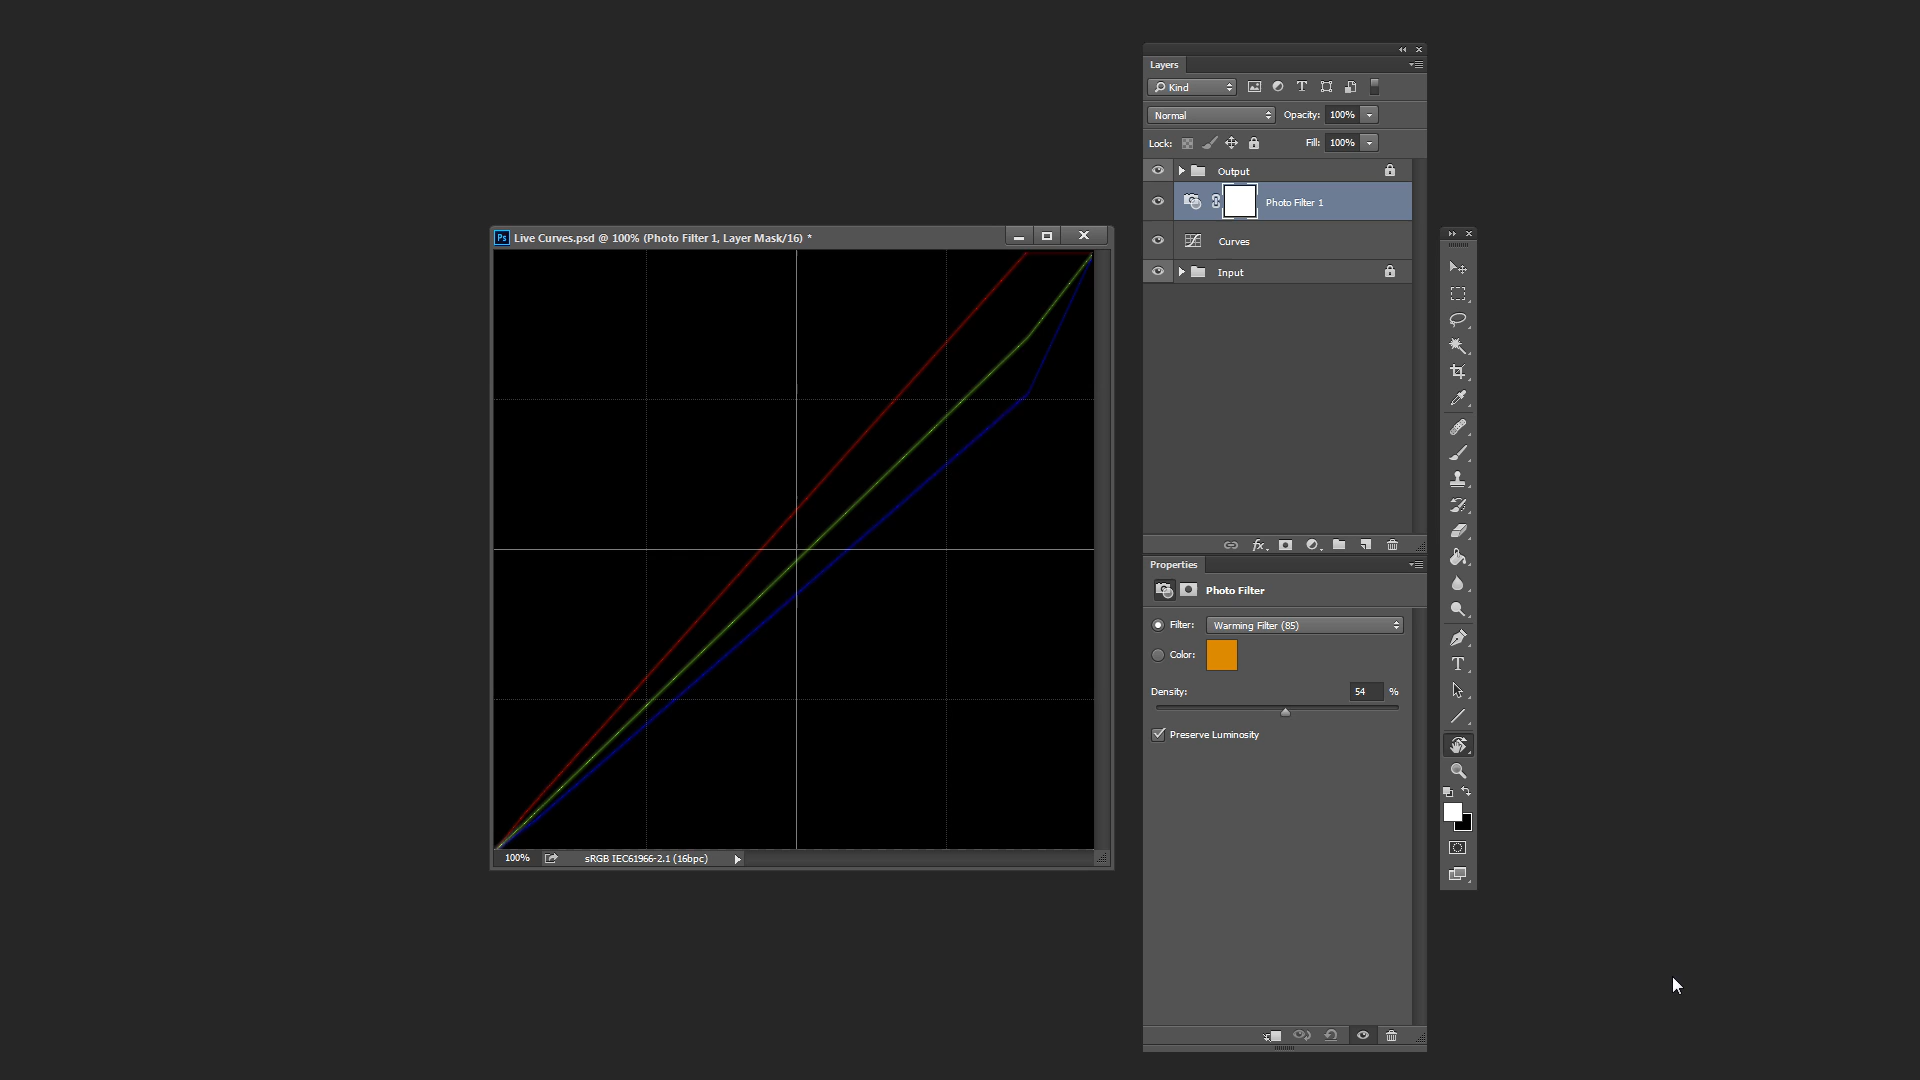 Layers
Kind
T
Normal
Opacity: 100%
Lock:
Fill: 100%
Output
Photo Filter 1
Curves
Input
fx
Ps Live Curves.psd @ 100% (Photo Filter 1, Layer Mask/16) *
100%
sRGB IEC61966-2.1 (16bpc)
Properties
Photo Filter
Filter: Warming Filter (85)
Color:
Density: 54 %
Preserve Luminosity
T